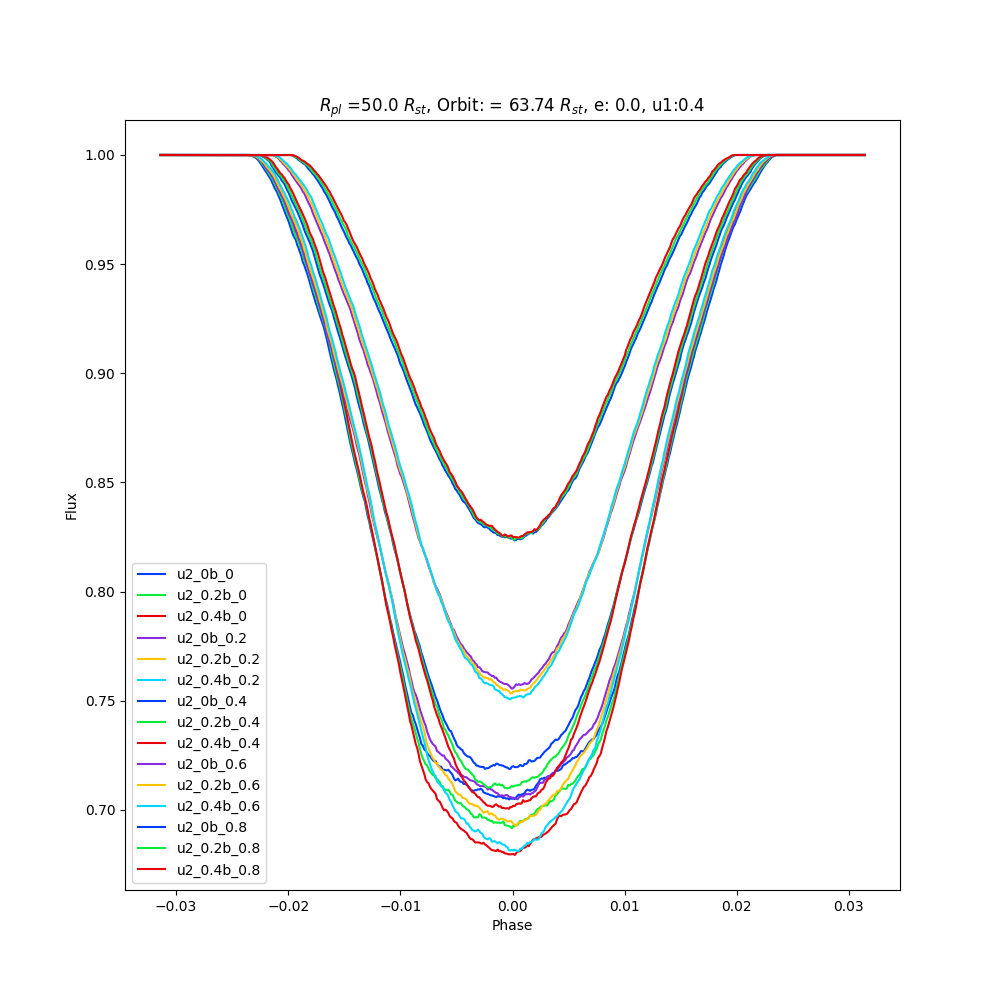 R_pl =50.0 R_st, Orbit: = 63.74 R_st, e: 0.0, u1:0.4
1.00
0.95
0.90
0.85
0.80
0.75
0.70
Flux
u2_0b_0
u2_0.2b_0
u2_0.4b_0
u2_0b_0.2
u2_0.2b_0.2
u2_0.4b_0.2
u2_0b_0.4
u2_0.2b_0.4
u2_0.4b_0.4
u2_0b_0.6
u2_0.2b_0.6
u2_0.4b_0.6
u2_0b_0.8
u2_0.2b_0.8
u2_0.4b_0.8
−0.03 −0.02 −0.01 0.00 0.01 0.02 0.03
Phase